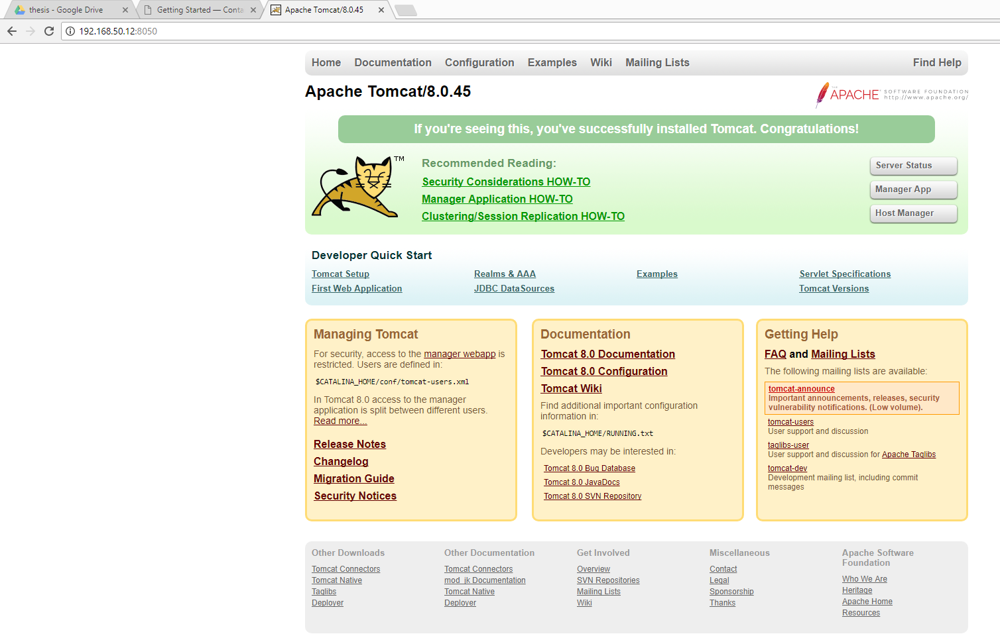 thesis - Google Drive
Getting Started — Conta
Apache Tomcat/8.0.45
192.168.50.12:8050
Home Documentation Configuration Examples Wiki Mailing Lists Find Help
Apache Tomcat/8.0.45
THE
APACHE SOFTWARE FOUNDATION
http://www.apache.org/
If you're seeing this, you've successfully installed Tomcat. Congratulations!
TM
Recommended Reading:
Security Considerations HOW-TO
Manager Application HOW-TO
Clustering/Session Replication HOW-TO
Server Status
Manager App
Host Manager
Developer Quick Start
Tomcat Setup
First Web Application
Realms & AAA
JDBC DataSources
Examples
Servlet Specifications
Tomcat Versions
Managing Tomcat
For security, access to the manager webapp is
restricted. Users are defined in:
$CATALINA_HOME/conf/tomcat-users.xml
In Tomcat 8.0 access to the manager
application is split between different users.
Read more...
Release Notes
Changelog
Migration Guide
Security Notices
Documentation
Tomcat 8.0 Documentation
Tomcat 8.0 Configuration
Tomcat Wiki
Find additional important configuration
information in:
$CATALINA_HOME/RUNNING.txt
Developers may be interested in:
Tomcat 8.0 Bug Database
Tomcat 8.0 JavaDocs
Tomcat 8.0 SVN Repository
Getting Help
FAQ and Mailing Lists
The following mailing lists are available:
tomcat-announce
Important announcements, releases, security
vulnerability notifications. (Low volume).
tomcat-users
User support and discussion
taglibs-user
User support and discussion for Apache Taglibs
tomcat-dev
Development mailing list, including commit
messages
Other Downloads
Tomcat Connectors
Tomcat Native
Taglibs
Deployer
Other Documentation
Tomcat Connectors
mod_jk Documentation
Tomcat Native
Deployer
Get Involved
Overview
SVN Repositories
Mailing Lists
Wiki
Miscellaneous
Contact
Legal
Sponsorship
Thanks
Apache Software
Foundation
Who We Are
Heritage
Apache Home
Resources